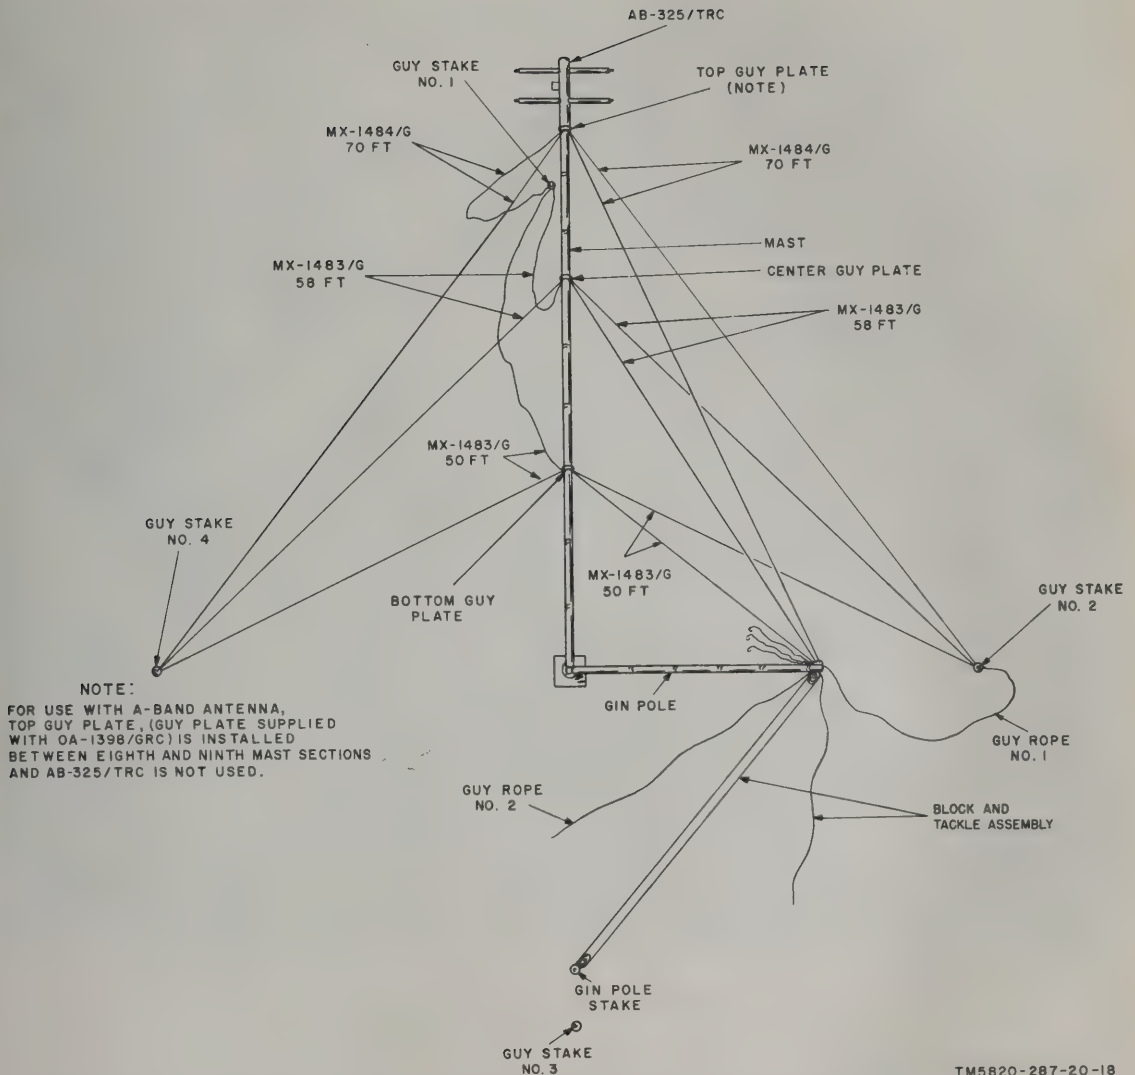 AB-325/TRC
GUY STAKE
NO. 1
TOP GUY PLATE
(NOTE)
MX-1484/G
70 FT
MX-1484/G
70 FT
MAST
MX-1483/G
58 FT
CENTER GUY PLATE
MX-1483/G
58 FT
MX-1483/G
50 FT
GUY STAKE
NO. 4
MX-1483/G
50 FT
BOTTOM GUY
PLATE
GUY STAKE
NO. 2
NOTE:
FOR USE WITH A-BAND ANTENNA,
TOP GUY PLATE, (GUY PLATE SUPPLIED
WITH OA-1398/GRC) IS INSTALLED
BETWEEN EIGHTH AND NINTH MAST SECTIONS
AND AB-325/TRC IS NOT USED.
GIN POLE
GUY ROPE
NO. 1
GUY ROPE
NO. 2
BLOCK AND
TACKLE ASSEMBLY
GIN POLE
STAKE
GUY STAKE
NO. 3
TM5820-287-20-18